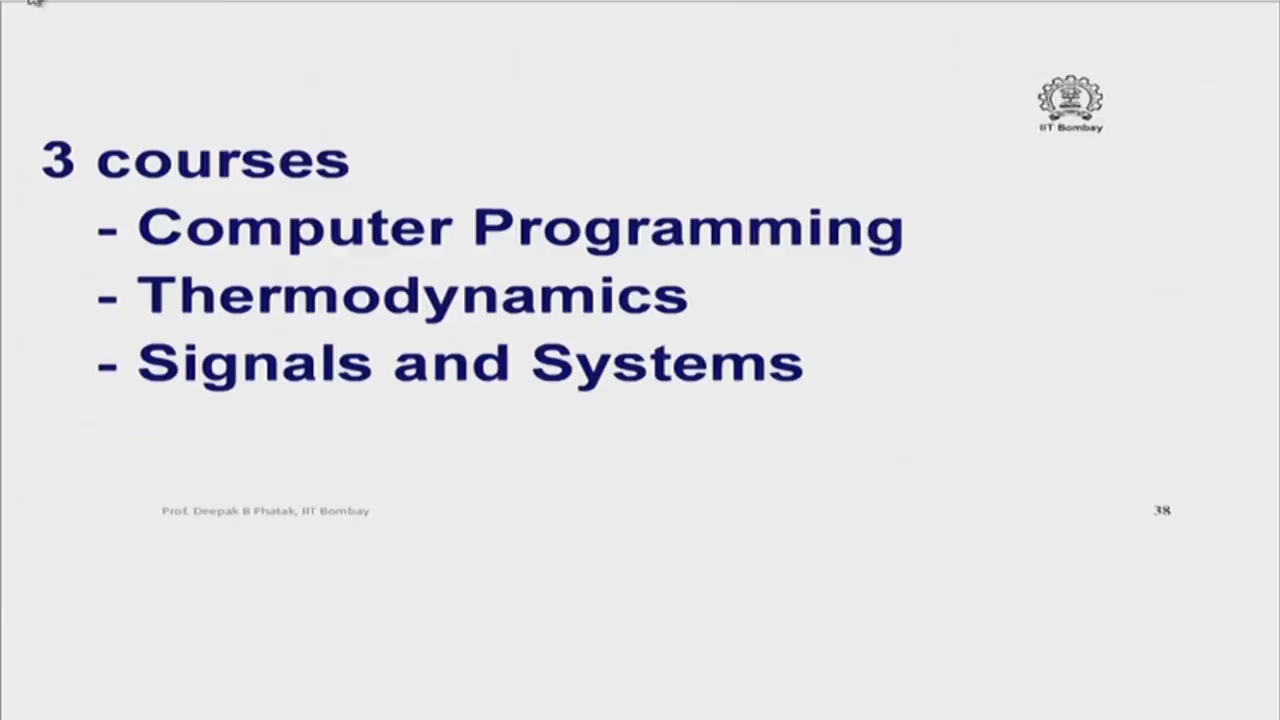 IIT Bombay
3 courses
- Computer Programming
- Thermodynamics
- Signals and Systems
Prof. Deepak B Phatak, IIT Bombay
38